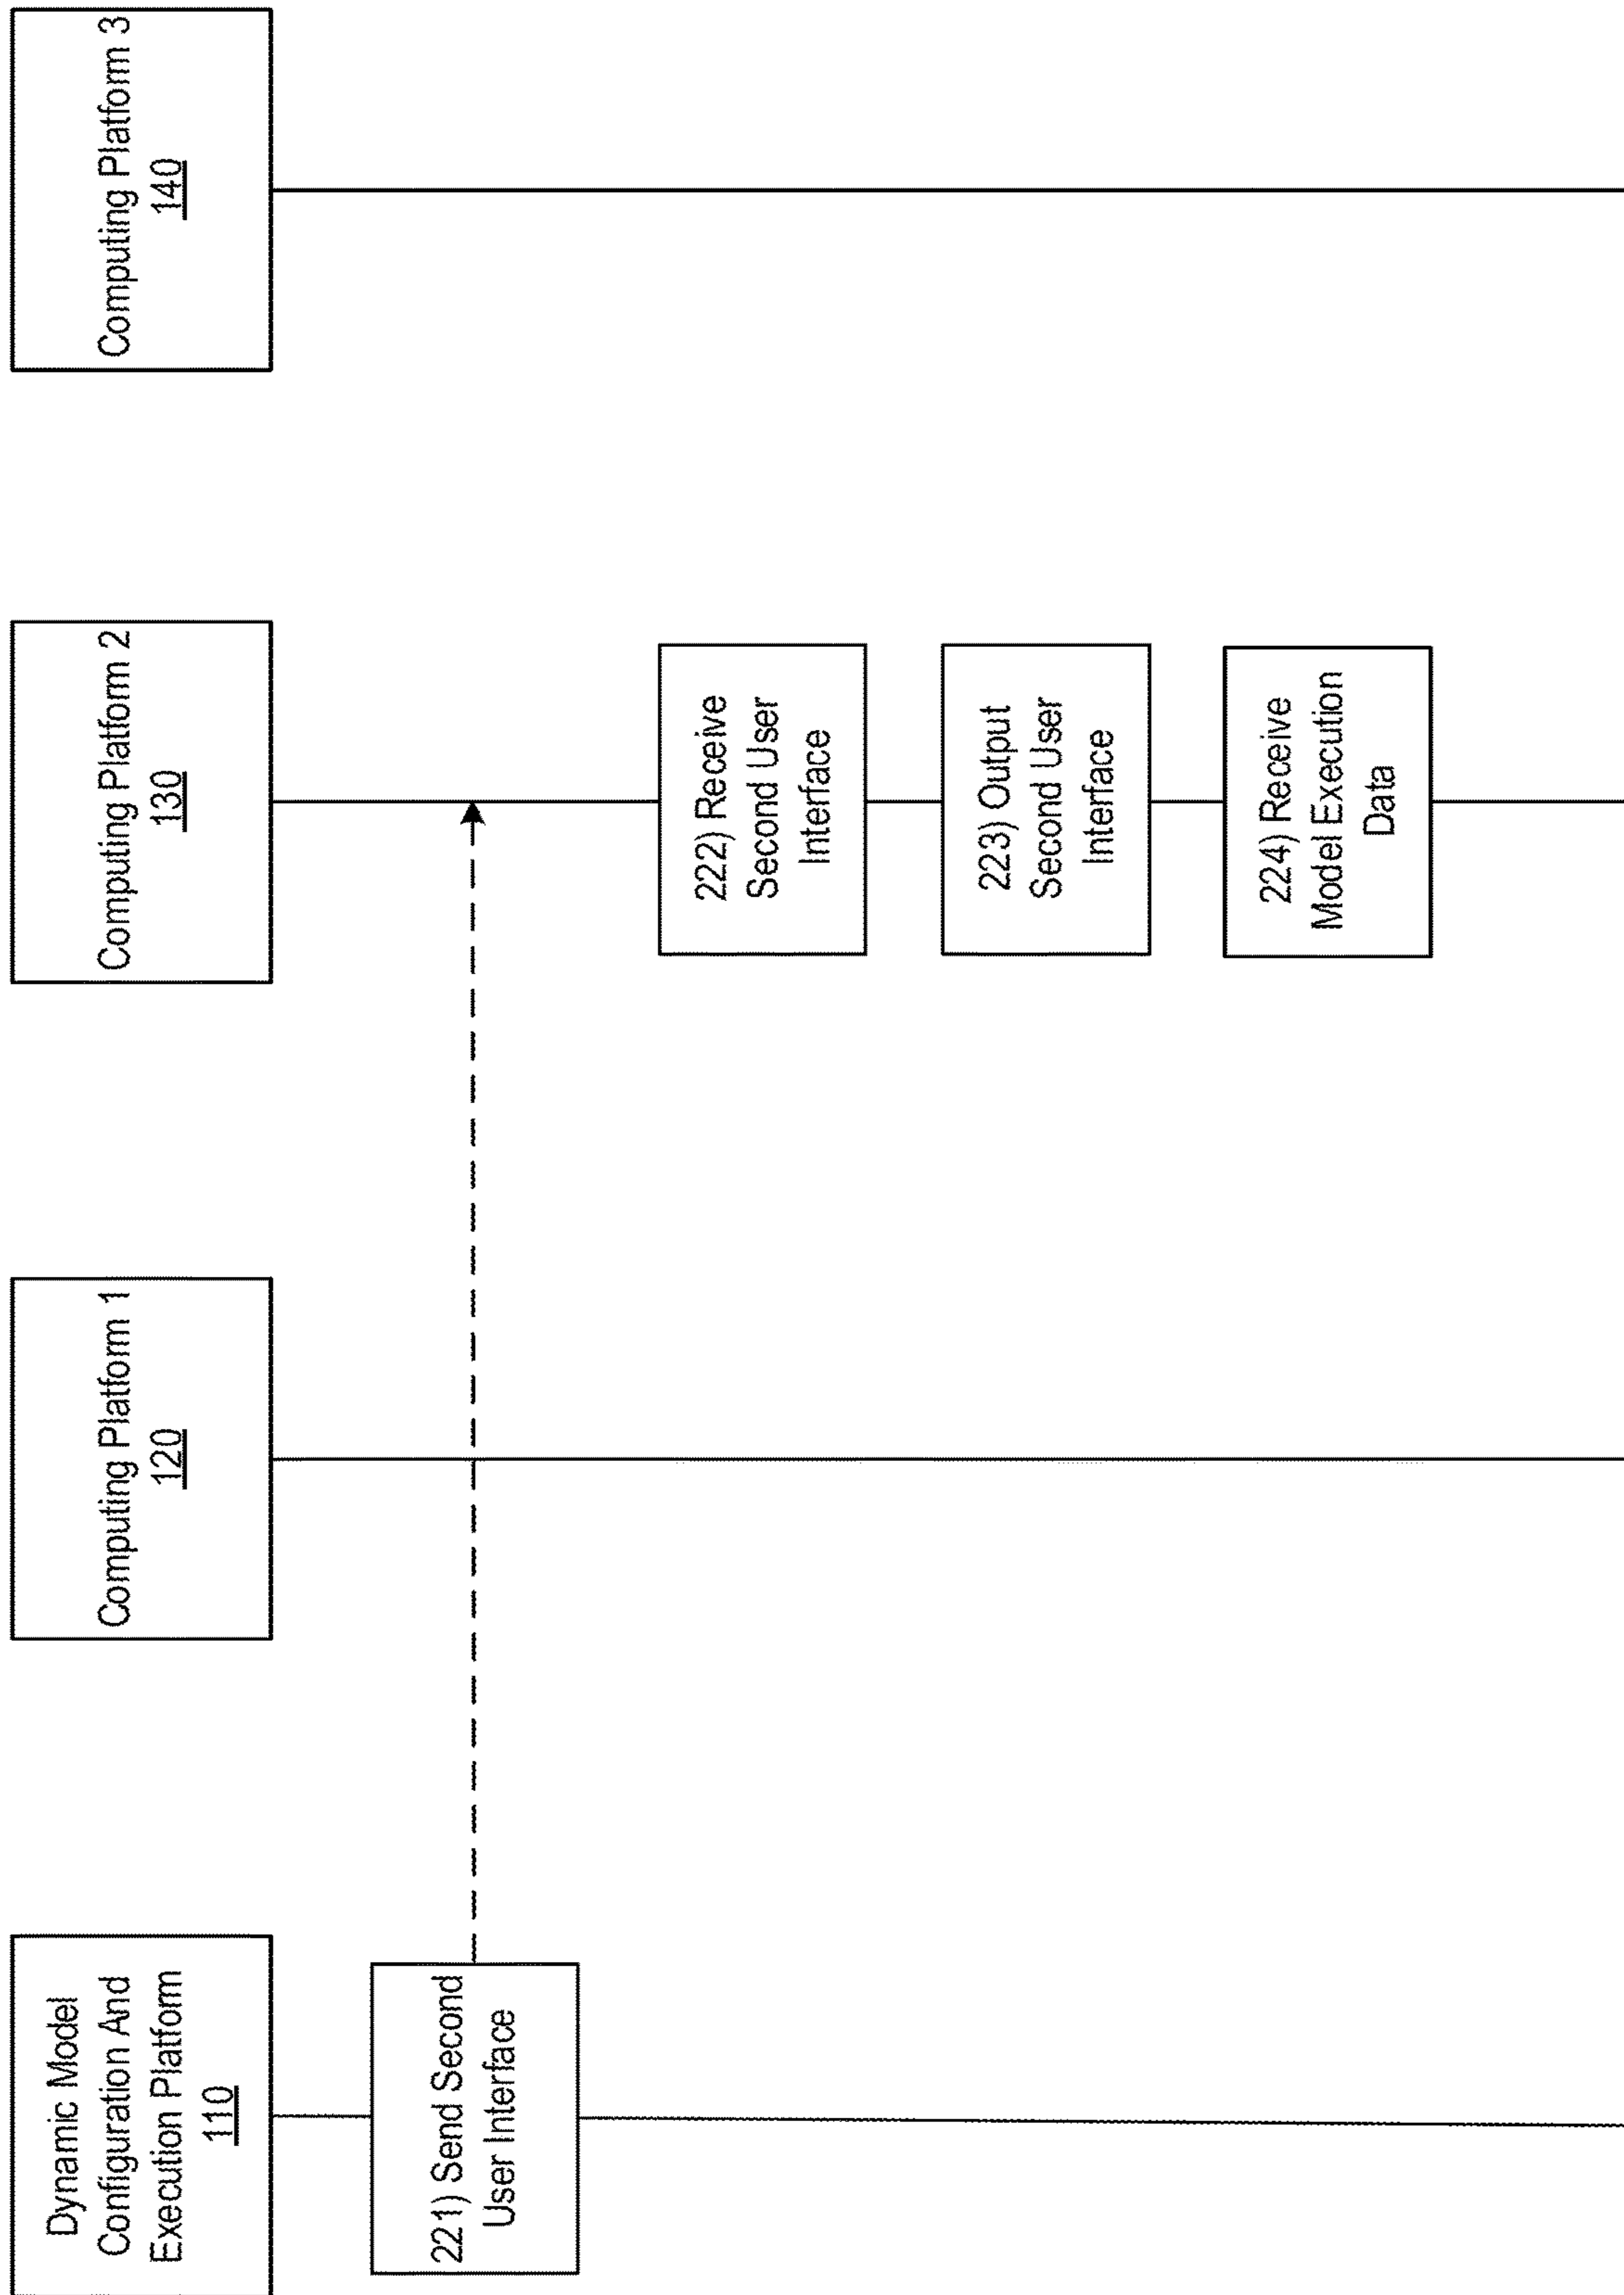 Dynamic Model
Configuration And
Execution Platform
110
Computing Platform 1
120
Computing Platform 2
130
Computing Platform 3
140
221) Send Second
User Interface
222) Receive
Second User
Interface
223) Output
Second User
Interface
224) Receive
Model Execution
Data